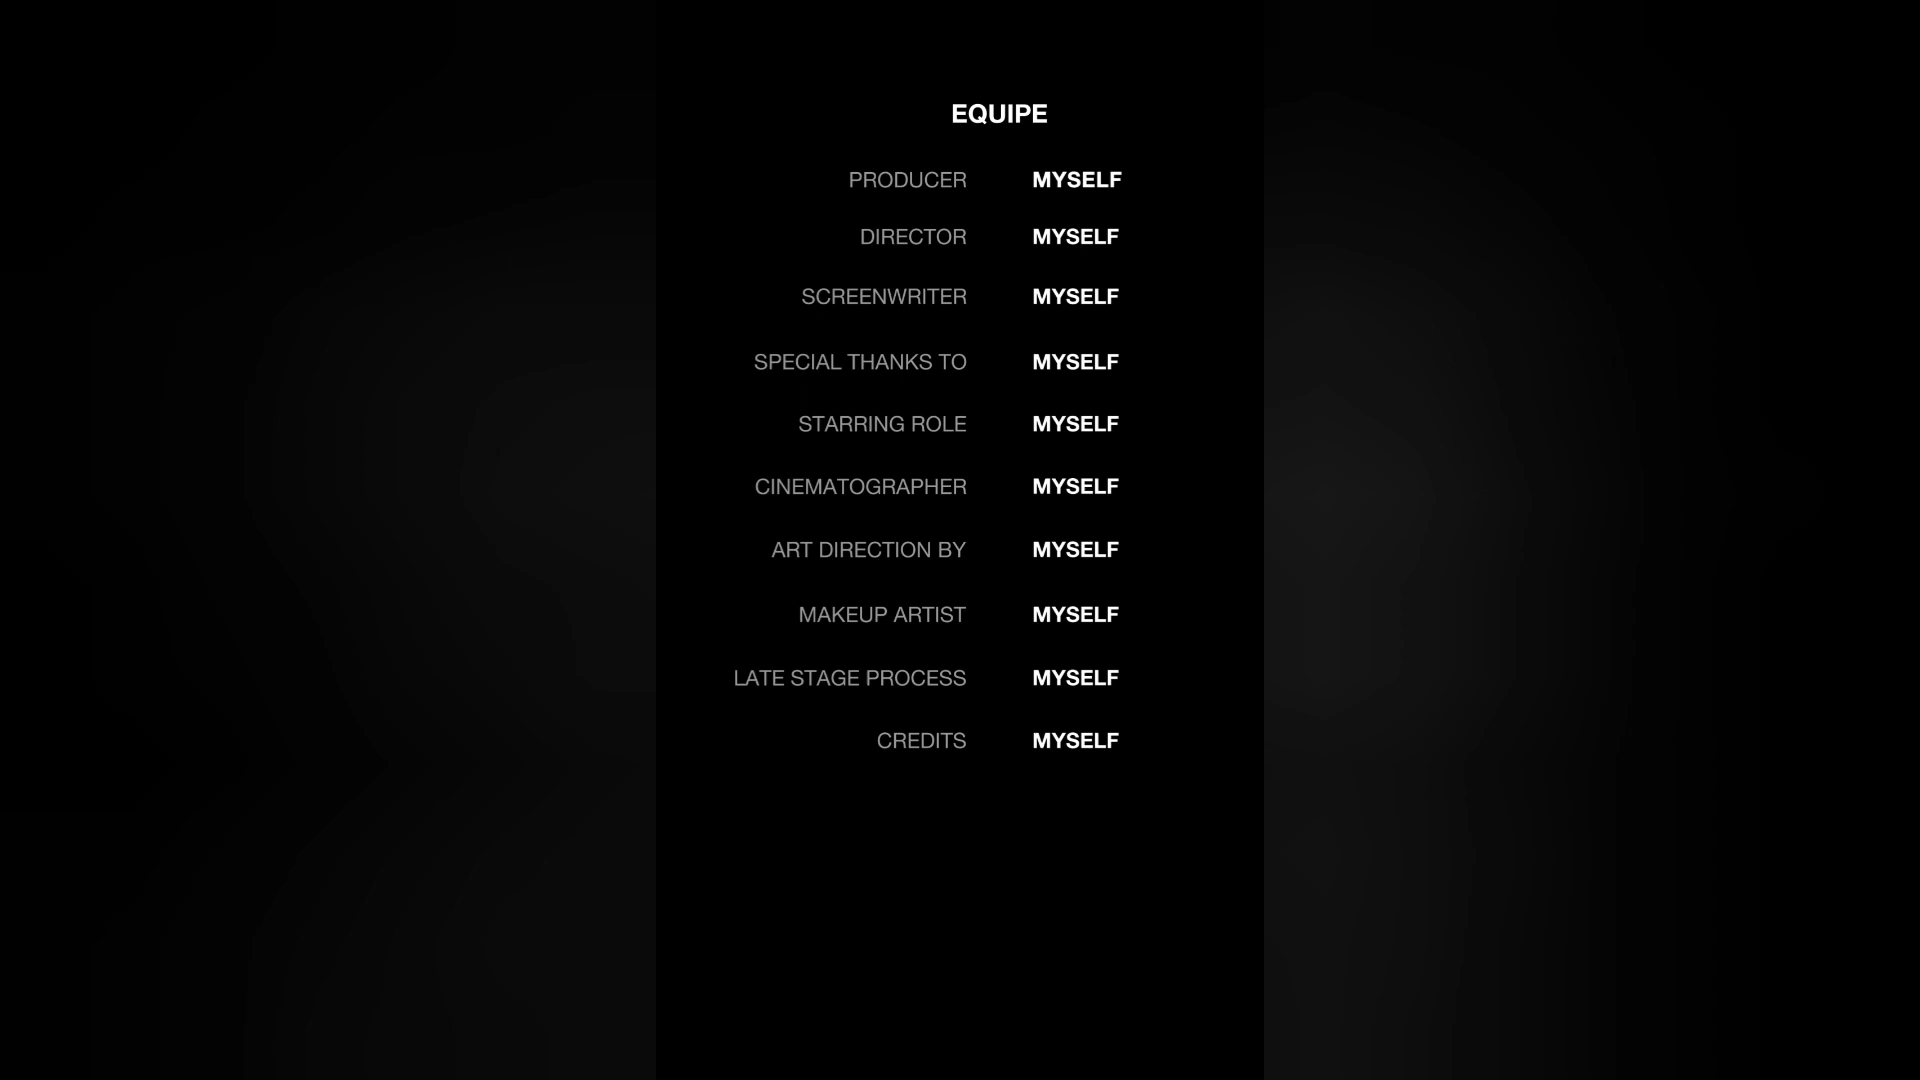 EQUIPE
PRODUCER MYSELF
DIRECTOR MYSELF
SCREENWRITER MYSELF
SPECIAL THANKS TO MYSELF
STARRING ROLE MYSELF
CINEMATOGRAPHER MYSELF
ART DIRECTION BY MYSELF
MAKEUP ARTIST MYSELF
LATE STAGE PROCESS MYSELF
CREDITS MYSELF